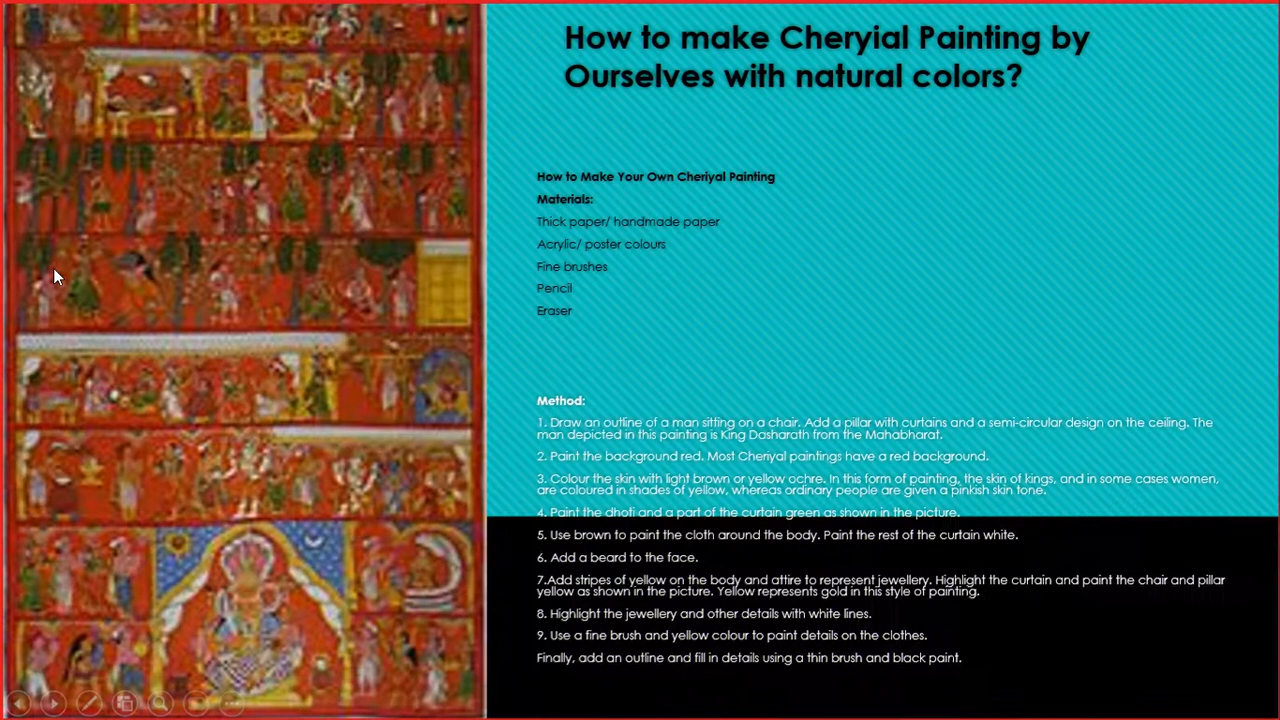 How to make Cheryial Painting by
Ourselves with natural colors?
How to Make Your Own Cheriyal Painting
Materials:
Thick paper/ handmade paper
Acrylic/ poster colours
Fine brushes
Pencil
Eraser
Method:
1. Draw an outline of a man sitting on a chair. Add a pillar with curtains and a semi-circular design on the ceiling. The
man depicted in this painting is King Dasharath from the Mahabharat.
2. Paint the background red. Most Cheriyal paintings have a red background.
3. Colour the skin with light brown or yellow ochre. In this form of painting, the skin of kings, and in some cases women,
are coloured in shades of yellow, whereas ordinary people are given a pinkish skin tone.
4. Paint the dhoti and a part of the curtain green as shown in the picture.
5. Use brown to paint the cloth around the body. Paint the rest of the curtain white.
6. Add a beard to the face.
7.Add stripes of yellow on the body and attire to represent jewellery. Highlight the curtain and paint the chair and pillar
yellow as shown in the picture. Yellow represents gold in this style of painting.
8. Highlight the jewellery and other details with white lines.
9. Use a fine brush and yellow colour to paint details on the clothes.
Finally, add an outline and fill in details using a thin brush and black paint.